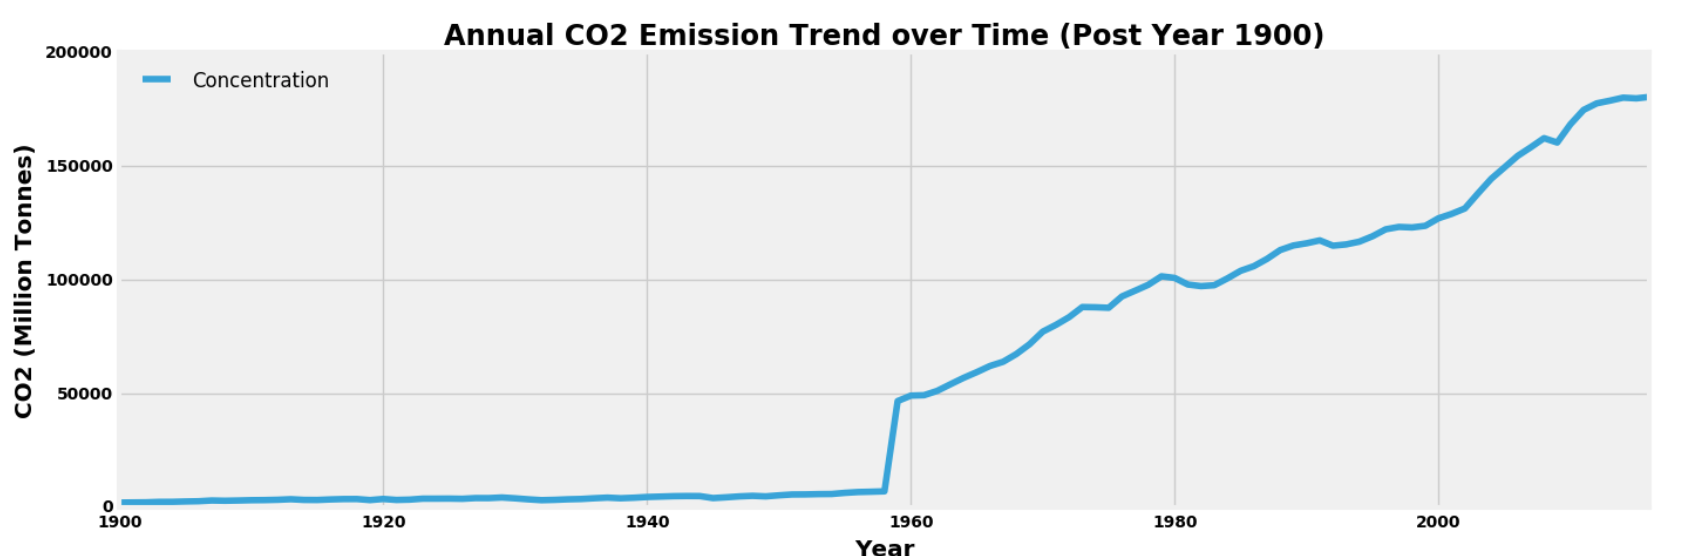 Annual CO2 Emission Trend over Time (Post Year 1900)
Concentration
CO2 (Million Tonnes)
200000
150000
100000
50000
0
1900 1920 1940 1960 1980 2000
Year